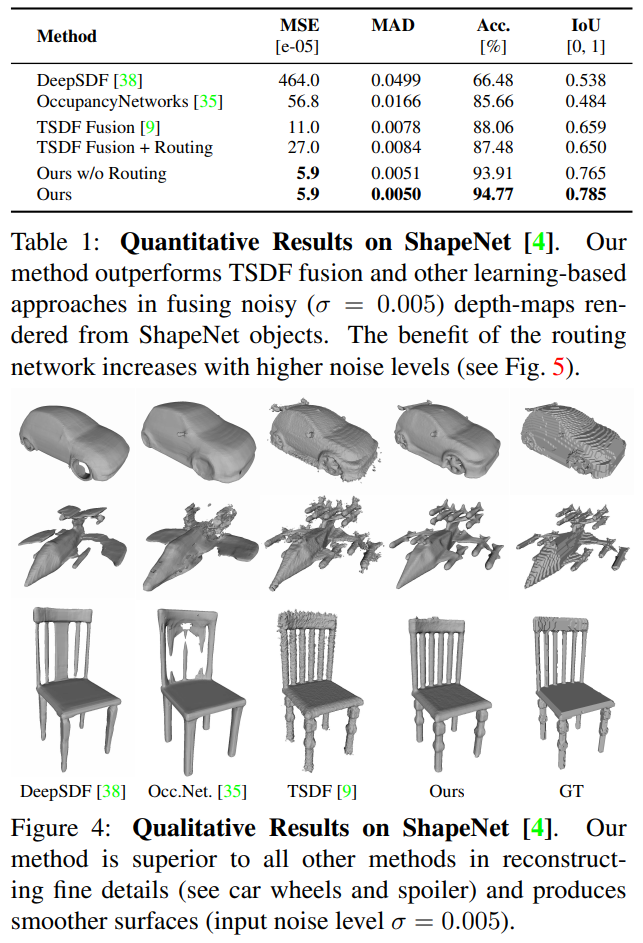 Method MSE MAD Acc. IoU
[e-05] [%] [0, 1]
DeepSDF [38] 464.0 0.0499 66.48 0.538
OccupancyNetworks [35] 56.8 0.0166 85.66 0.484
TSDF Fusion [9] 11.0 0.0078 88.06 0.659
TSDF Fusion + Routing 27.0 0.0084 87.48 0.650
Ours w/o Routing 5.9 0.0051 93.91 0.765
Ours 5.9 0.0050 94.77 0.785
Table 1: Quantitative Results on ShapeNet [4]. Our
method outperforms TSDF fusion and other learning-based
approaches in fusing noisy (σ = 0.005) depth-maps ren-
dered from ShapeNet objects. The benefit of the routing
network increases with higher noise levels (see Fig. 5).
DeepSDF [38] Occ.Net. [35] TSDF [9] Ours GT
Figure 4: Qualitative Results on ShapeNet [4]. Our
method is superior to all other methods in reconstruct-
ing fine details (see car wheels and spoiler) and produces
smoother surfaces (input noise level σ = 0.005).